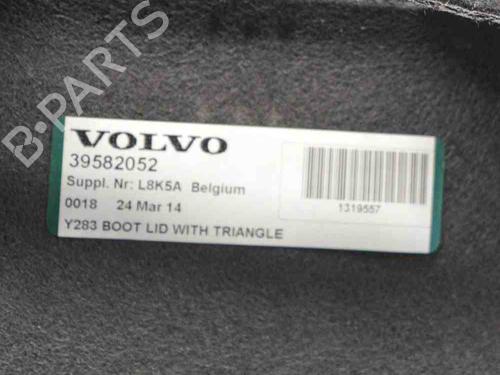 B-PARTS
VOLVO
39582052
Suppl. Nr: L8K5A Belgium
0018 24 Mar 14
1319557
Y283 BOOT LID WITH TRIANGLE